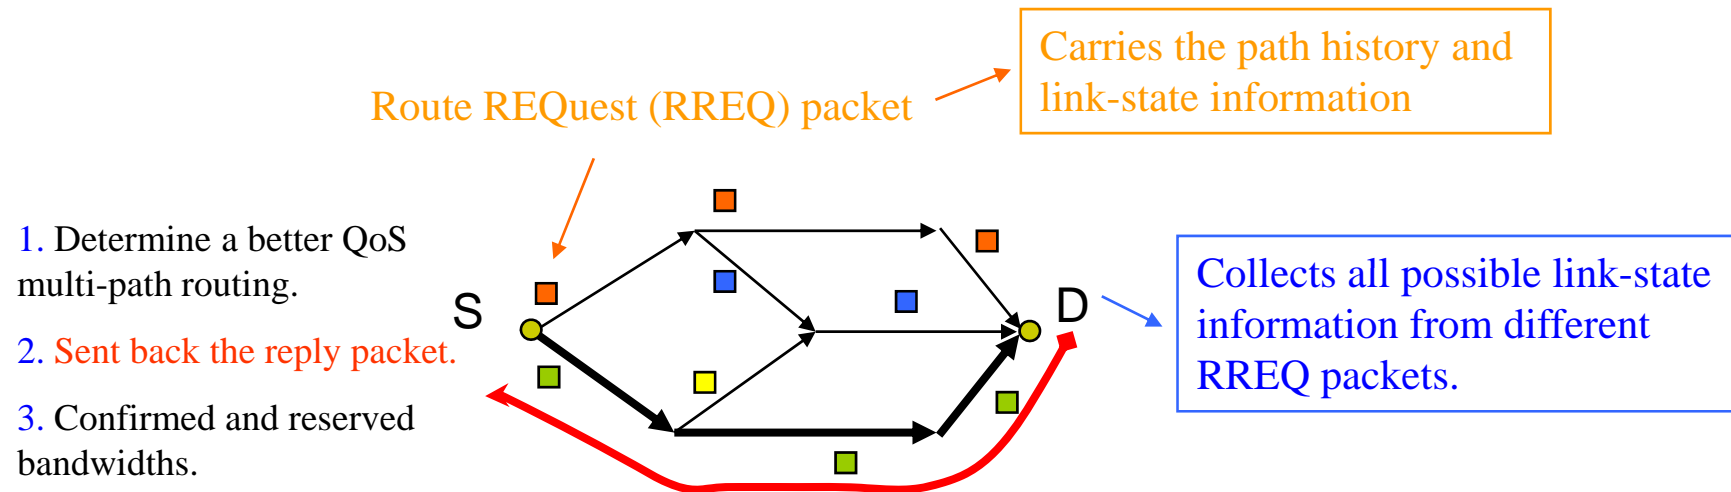 Carries the path history and
link-state information
Route REQuest (RREQ) packet
1. Determine a better QoS
multi-path routing.
2. Sent back the reply packet.
3. Confirmed and reserved
bandwidths.
S
D
Collects all possible link-state
information from different
RREQ packets.